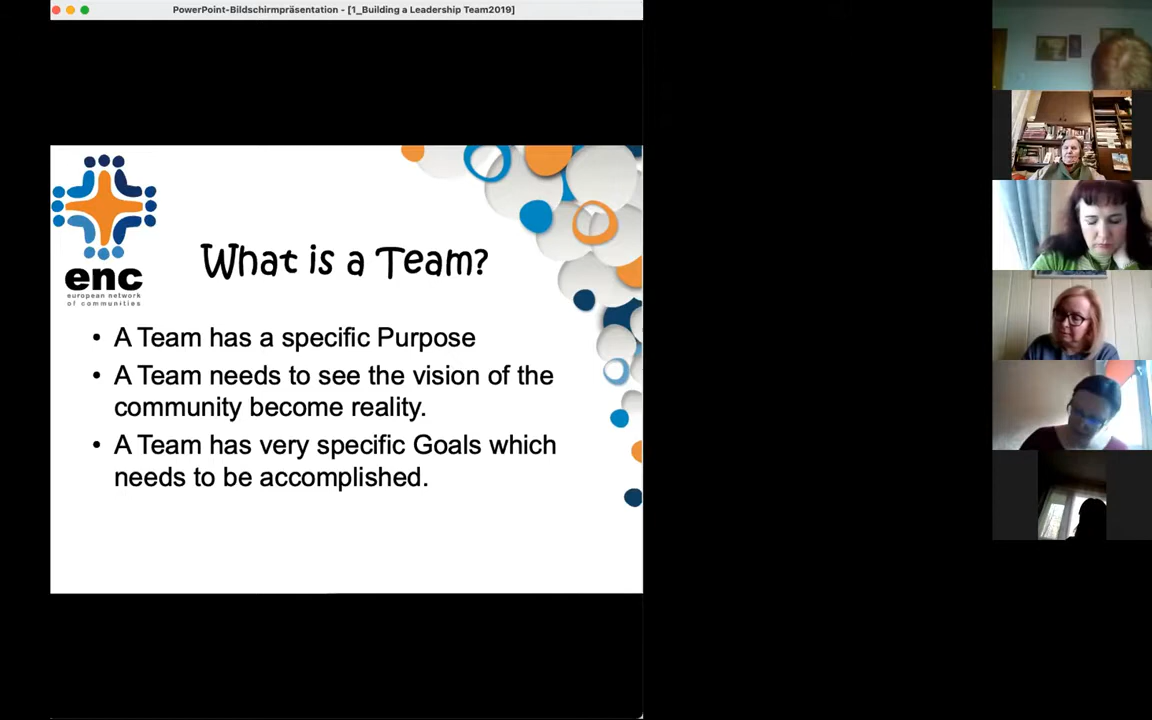 PowerPoint-Bildschirmpräsentation - [1_Building a Leadership Team2019]
enc
european network
of communities
What is a Team?
• A Team has a specific Purpose
• A Team needs to see the vision of the
community become reality.
• A Team has very specific Goals which
needs to be accomplished.